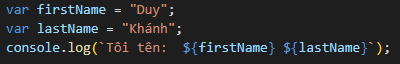 var firstName = "Duy";
var lastName = "Khánh";
console.log(`Tôi tên:  ${firstName} ${lastName}`);